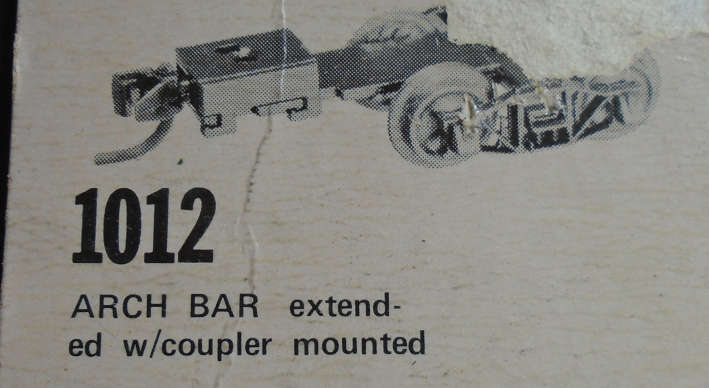 1012
ARCH BAR extend-
ed w/coupler mounted